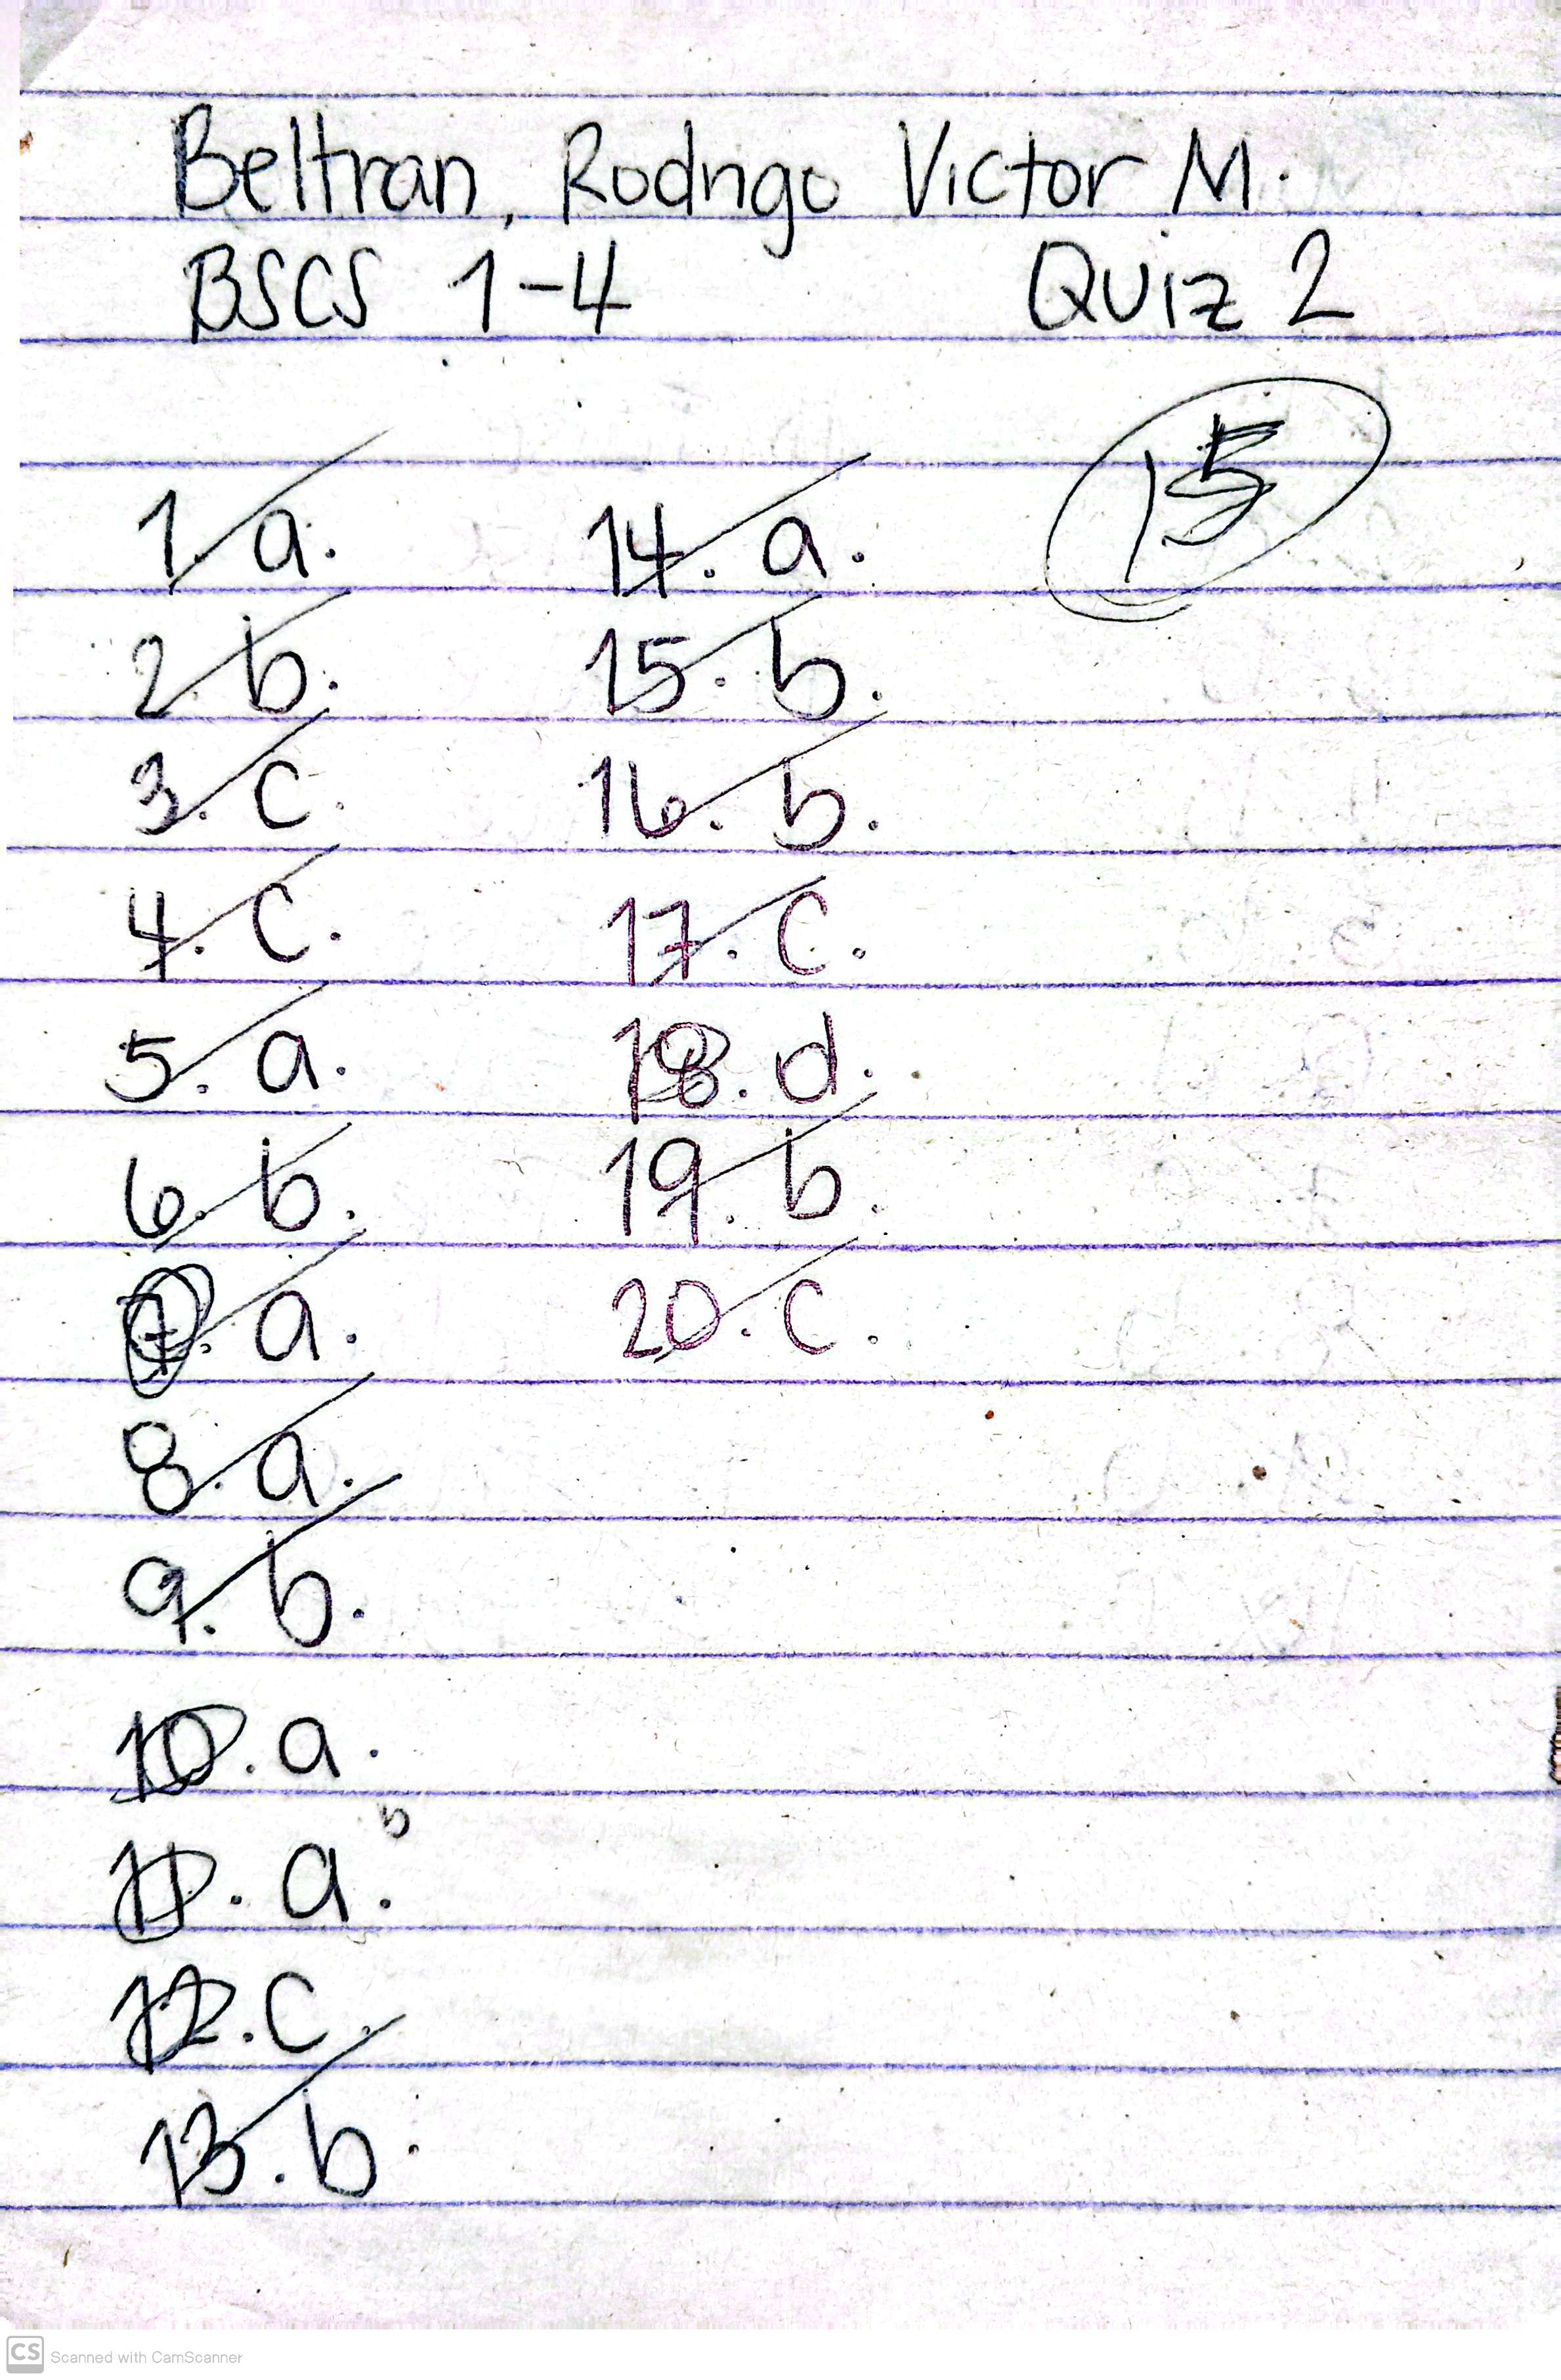 Beltran, Rodrigo Victor M.
BSCS 1-4 Quiz 2
15
1. a.
2. b.
3. c.
4. c.
5. a.
6. b.
7. a.
8. a.
9. b.
10. a.
b
11. a.
12. c.
13. b.
14. a.
15. b.
16. b.
17. c.
18. d.
19. b.
20. c.
CS Scanned with CamScanner